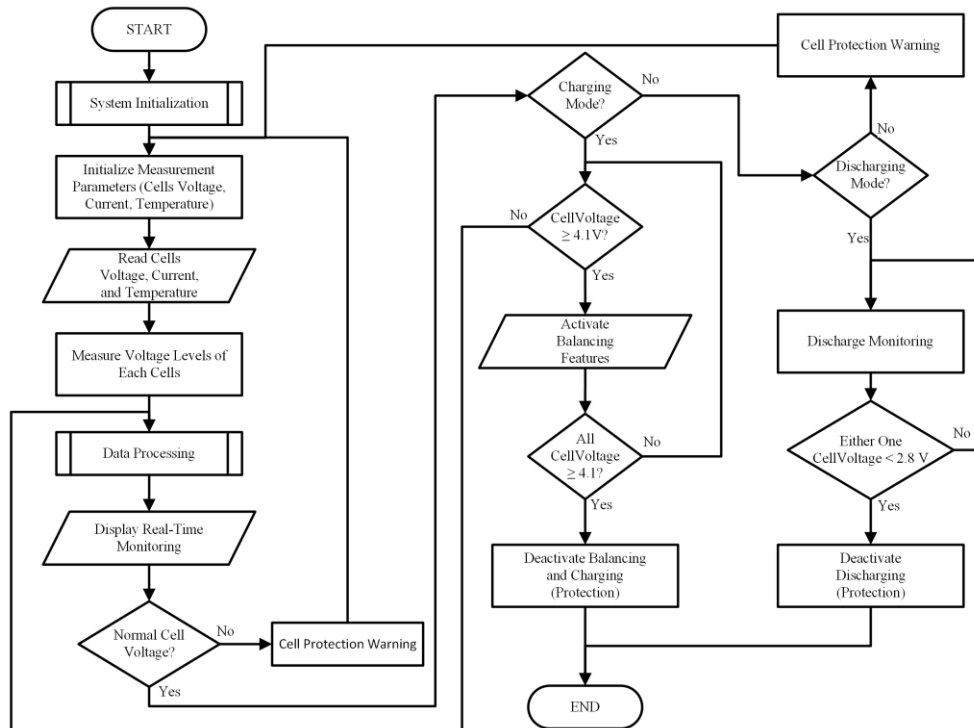 START
System Initialization
Initialize Measurement
Parameters (Cells Voltage,
Current, Temperature)
Read Cells
Voltage, Current,
and Temperature
Measure Voltage Levels of
Each Cells
Data Processing
Display Real-Time
Monitoring
Normal Cell
Voltage?
No
Yes
Cell Protection Warning
Charging
Mode?
No
Yes
CellVoltage
≥ 4.1V?
No
Yes
Activate
Balancing
Features
All
CellVoltage
≥ 4.1?
No
Yes
Deactivate Balancing
and Charging
(Protection)
END
Cell Protection Warning
No
Discharging
Mode?
Yes
Discharge Monitoring
Either One
CellVoltage < 2.8 V
No
Yes
Deactivate
Discharging
(Protection)